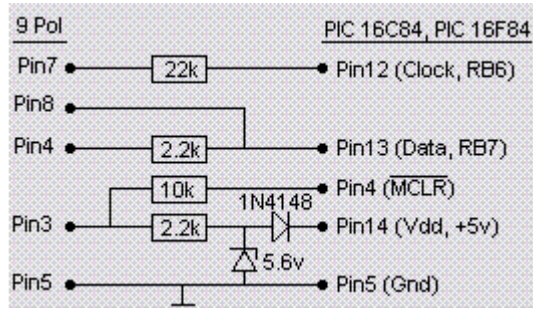 9 Pol PIC 16C84, PIC 16F84
Pin7 22k Pin12 (Clock, RB6)
Pin8
Pin4 2.2k Pin13 (Data, RB7)
10k Pin4 (MCLR)
1N4148
Pin3 2.2k Pin14 (Vdd, +5v)
5.6v
Pin5 Pin5 (Gnd)